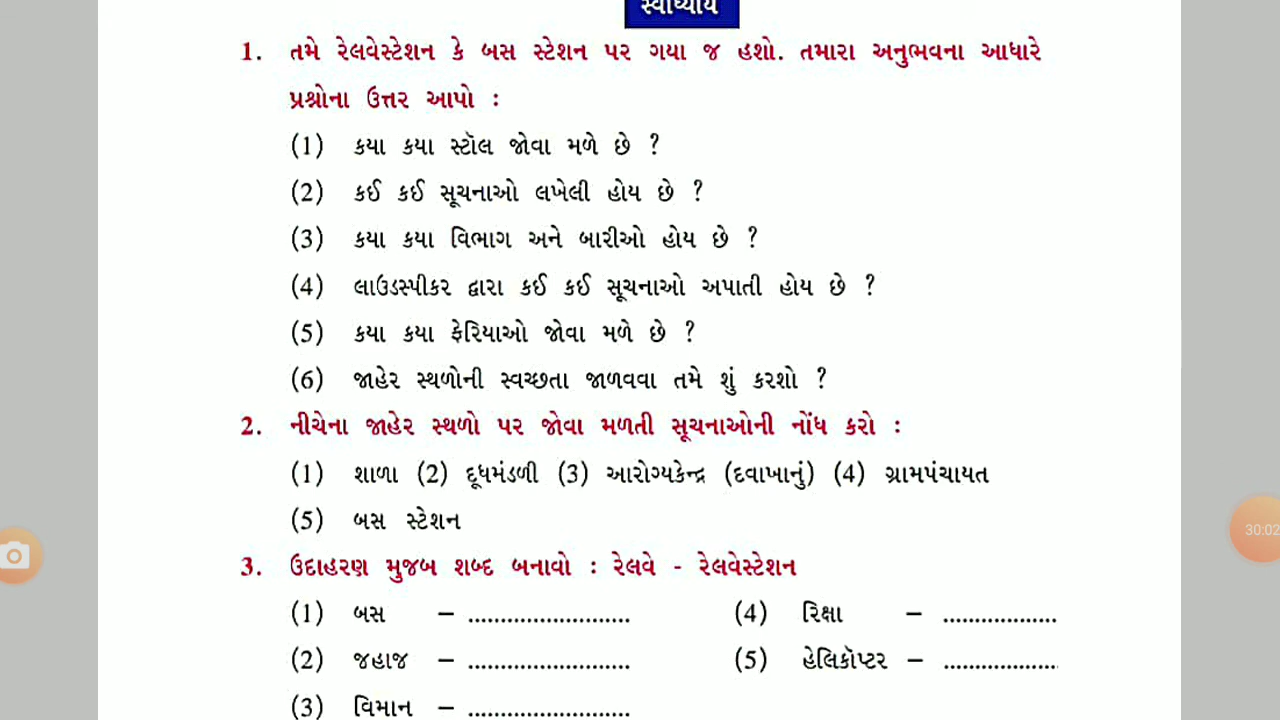 સ્વાધ્યાય
1. તમે રેલવેસ્ટેશન કે બસ સ્ટેશન પર ગયા જ હશો. તમારા અનુભવના આધારે
પ્રશ્નોના ઉત્તર આપો :
(1) કયા કયા સ્ટૉલ જોવા મળે છે ?
(2) કઈ કઈ સૂચનાઓ લખેલી હોય છે ?
(3) કયા કયા વિભાગ અને બારીઓ હોય છે ?
(4) લાઉડસ્પીકર દ્વારા કઈ કઈ સૂચનાઓ અપાતી હોય છે ?
(5) કયા કયા ફેરિયાઓ જોવા મળે છે ?
(6) જાહેર સ્થળોની સ્વચ્છતા જાળવવા તમે શું કરશો ?
2. નીચેના જાહેર સ્થળો પર જોવા મળતી સૂચનાઓની નોંધ કરો :
(1) શાળા (2) દૂધમંડળી (3) આરોગ્યકેન્દ્ર (દવાખાનું) (4) ગ્રામપંચાયત
(5) બસ સ્ટેશન
3. ઉદાહરણ મુજબ શબ્દ બનાવો : રેલવે - રેલવેસ્ટેશન
(1) બસ – ......................... (4) રિક્ષા – ..................
(2) જહાજ – ......................... (5) હેલિકૉપ્ટર – ..................
(3) વિમાન – .........................
30:02